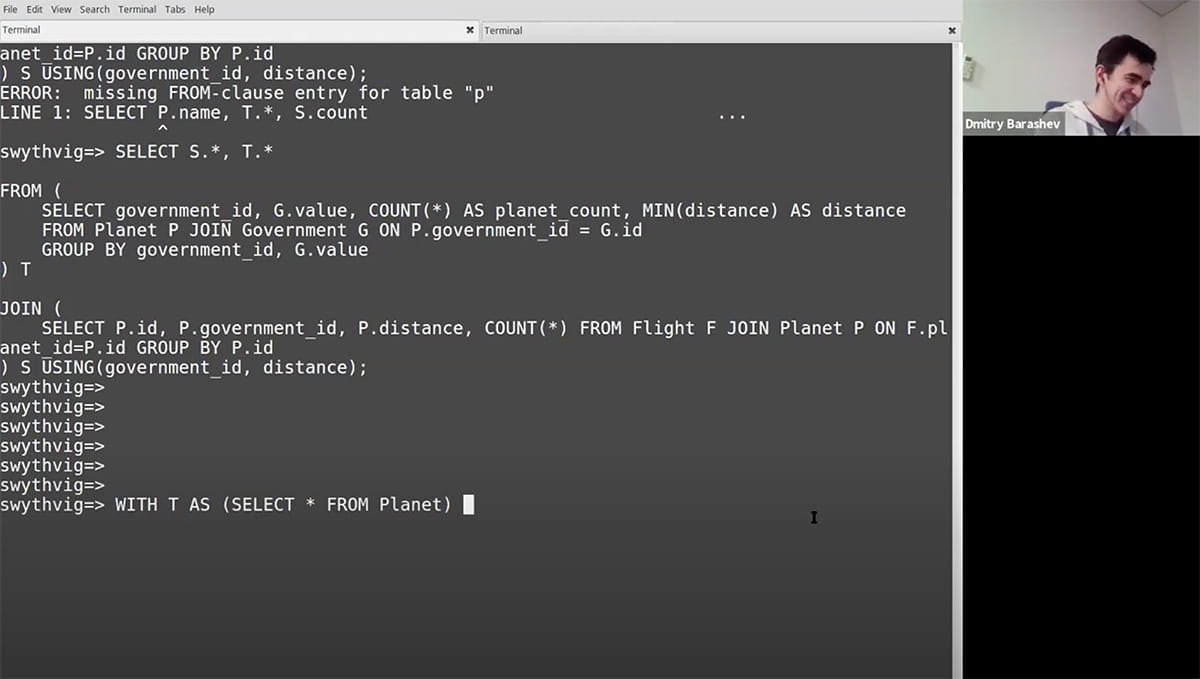 File Edit View Search Terminal Tabs Help
Terminal
Terminal
anet_id=P.id GROUP BY P.id
) S USING(government_id, distance);
ERROR:  missing FROM-clause entry for table "p"
LINE 1: SELECT P.name, T.*, S.count ...
^
swythvig=> SELECT S.*, T.*
FROM (
    SELECT government_id, G.value, COUNT(*) AS planet_count, MIN(distance) AS distance
    FROM Planet P JOIN Government G ON P.government_id = G.id
    GROUP BY government_id, G.value
) T
JOIN (
    SELECT P.id, P.government_id, P.distance, COUNT(*) FROM Flight F JOIN Planet P ON F.pl
anet_id=P.id GROUP BY P.id
) S USING(government_id, distance);
swythvig=>
swythvig=>
swythvig=>
swythvig=>
swythvig=>
swythvig=>
swythvig=> WITH T AS (SELECT * FROM Planet)
Dmitry Barashev